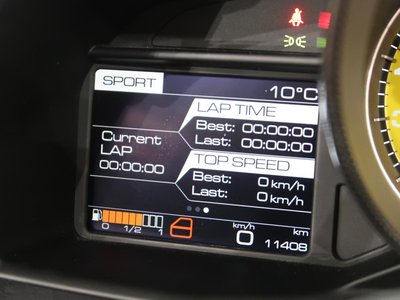 SPORT
10°C
LAP TIME
Best: 00:00:00
Last: 00:00:00
Current
LAP
00:00:00
TOP SPEED
Best: 0 km/h
Last: 0 km/h
0 1/2 1
km/h
0
km
11408